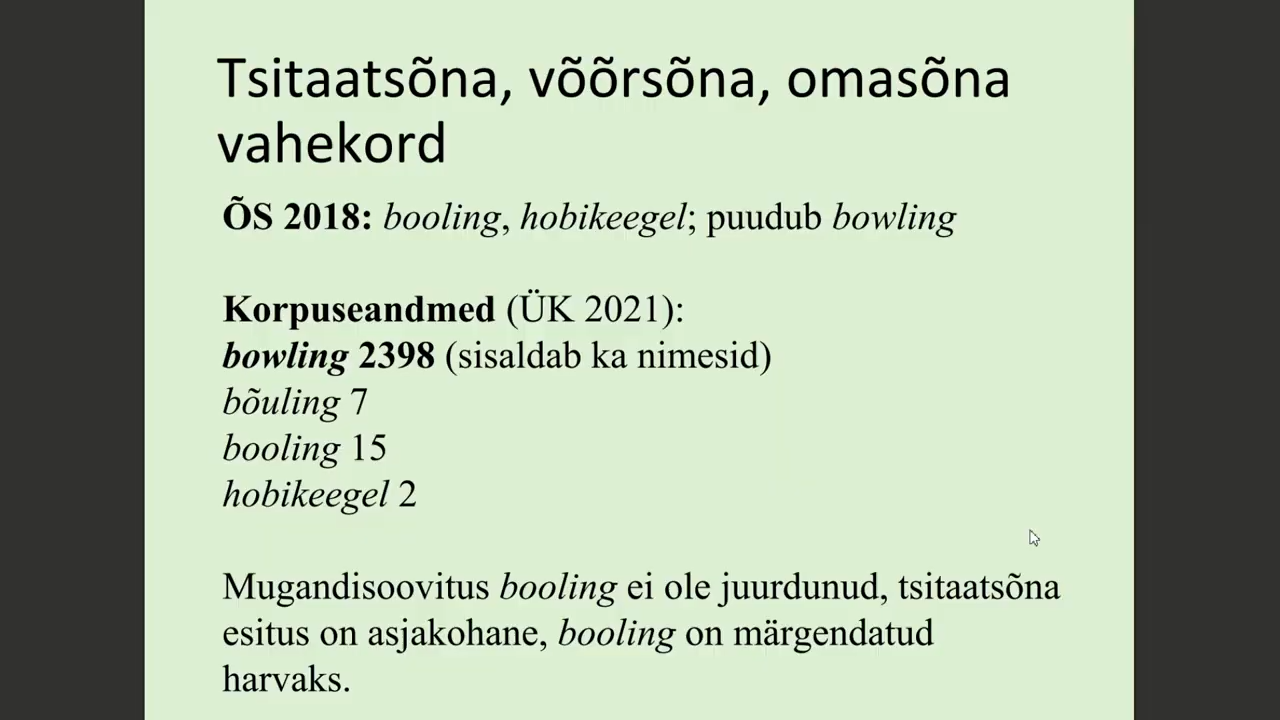 Tsitaatsõna, võõrsõna, omasõna
vahekord
ÕS 2018: booling, hobikeegel; puudub bowling
Korpuseandmed (ÜK 2021):
bowling 2398 (sisaldab ka nimesid)
bõuling 7
booling 15
hobikeegel 2
Mugandisoovitus booling ei ole juurdunud, tsitaatsõna
esitus on asjakohane, booling on märgendatud
harvaks.